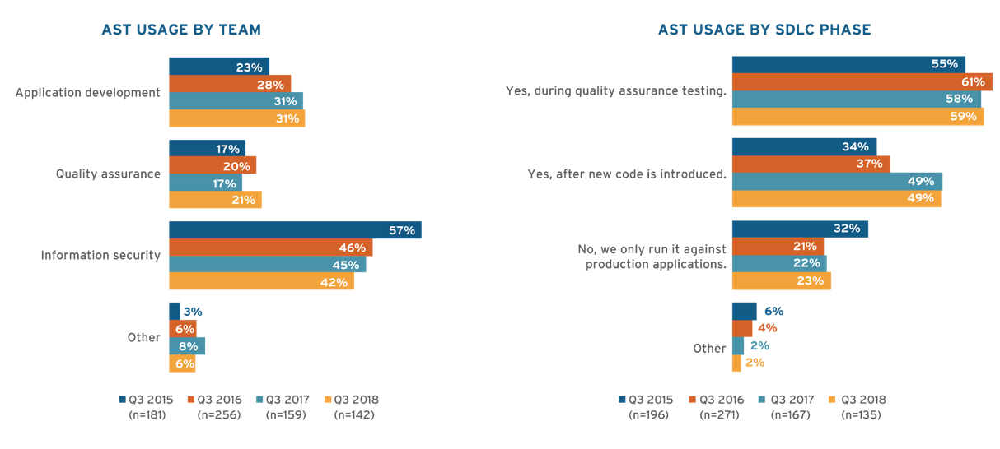 AST USAGE BY TEAM
Application development
23%
28%
31%
31%
Quality assurance
17%
20%
17%
21%
Information security
57%
46%
45%
42%
Other
3%
6%
8%
6%
Q3 2015 Q3 2016 Q3 2017 Q3 2018
(n=181) (n=256) (n=159) (n=142)
AST USAGE BY SDLC PHASE
Yes, during quality assurance testing.
55%
61%
58%
59%
Yes, after new code is introduced.
34%
37%
49%
49%
No, we only run it against
production applications.
32%
21%
22%
23%
Other
6%
4%
2%
2%
Q3 2015 Q3 2016 Q3 2017 Q3 2018
(n=196) (n=271) (n=167) (n=135)